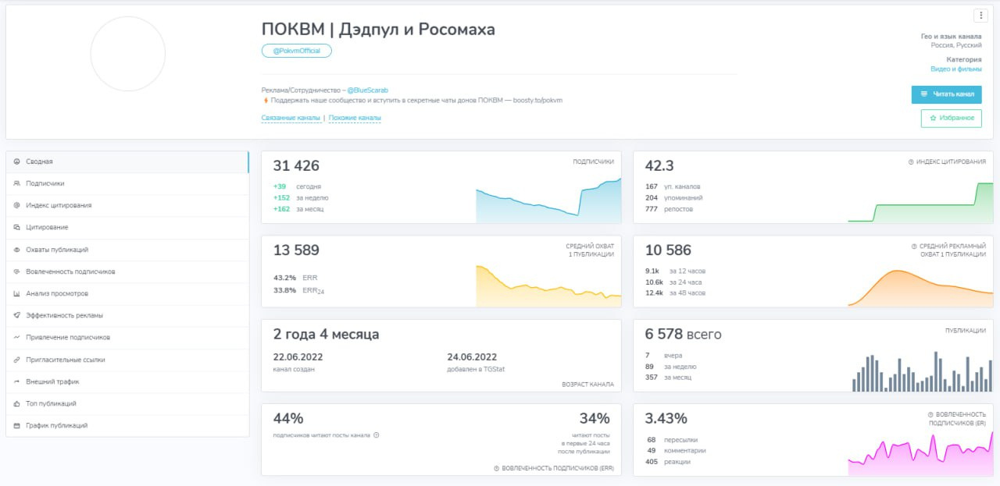 ПОКВМ | Дэдпул и Росомаха
@PokvmOfficial
Реклама/Сотрудничество – @BlueScarab
Поддержать наше сообщество и вступить в секретные чаты донов ПОКВМ — boosty.to/pokvm
Связанные каналы | Похожие каналы
Гео и язык канала
Россия, Русский
Категория
Видео и фильмы
Читать канал
Избранное
Сводная
Подписчики
Индекс цитирования
Цитирование
Охваты публикаций
Вовлеченность подписчиков
Анализ просмотров
Эффективность рекламы
Привлечение подписчиков
Пригласительные ссылки
Внешний трафик
Топ публикаций
График публикаций
31 426
ПОДПИСЧИКИ
+39 сегодня
+152 за неделю
+162 за месяц
42.3
ИНДЕКС ЦИТИРОВАНИЯ
167 уп. каналов
204 упоминаний
777 репостов
13 589
СРЕДНИЙ ОХВАТ
1 ПУБЛИКАЦИИ
43.2% ERR
33.8% ERR24
10 586
СРЕДНИЙ РЕКЛАМНЫЙ
ОХВАТ 1 ПУБЛИКАЦИИ
9.1k за 12 часов
10.6k за 24 часа
12.4k за 48 часов
2 года 4 месяца
22.06.2022
канал создан
24.06.2022
добавлен в TGStat
ВОЗРАСТ КАНАЛА
6 578 всего
ПУБЛИКАЦИИ
7 вчера
89 за неделю
357 за месяц
44%
подписчиков читают посты канала
34%
читают посты
в первые 24 часа
после публикации
ВОВЛЕЧЕННОСТЬ ПОДПИСЧИКОВ (ERR)
3.43%
ВОВЛЕЧЕННОСТЬ
ПОДПИСЧИКОВ (ER)
68 пересылки
49 комментарии
405 реакции